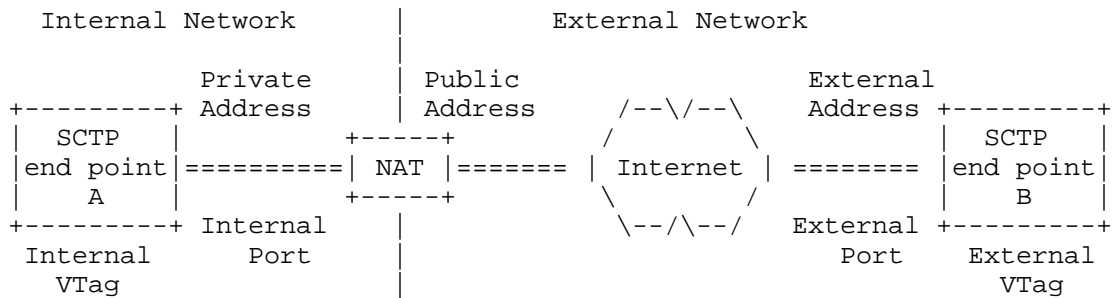 Internal Network | External Network
|
Private | Public External
+---------+ Address | Address /--\/--\ Address +---------+
| SCTP | +-----+ / \ | SCTP |
|end point|==========| NAT |======= | Internet | ======== |end point|
| A | +-----+ \ / | B |
+---------+ Internal | \--/\--/ External +---------+
Internal Port | Port External
VTag | VTag